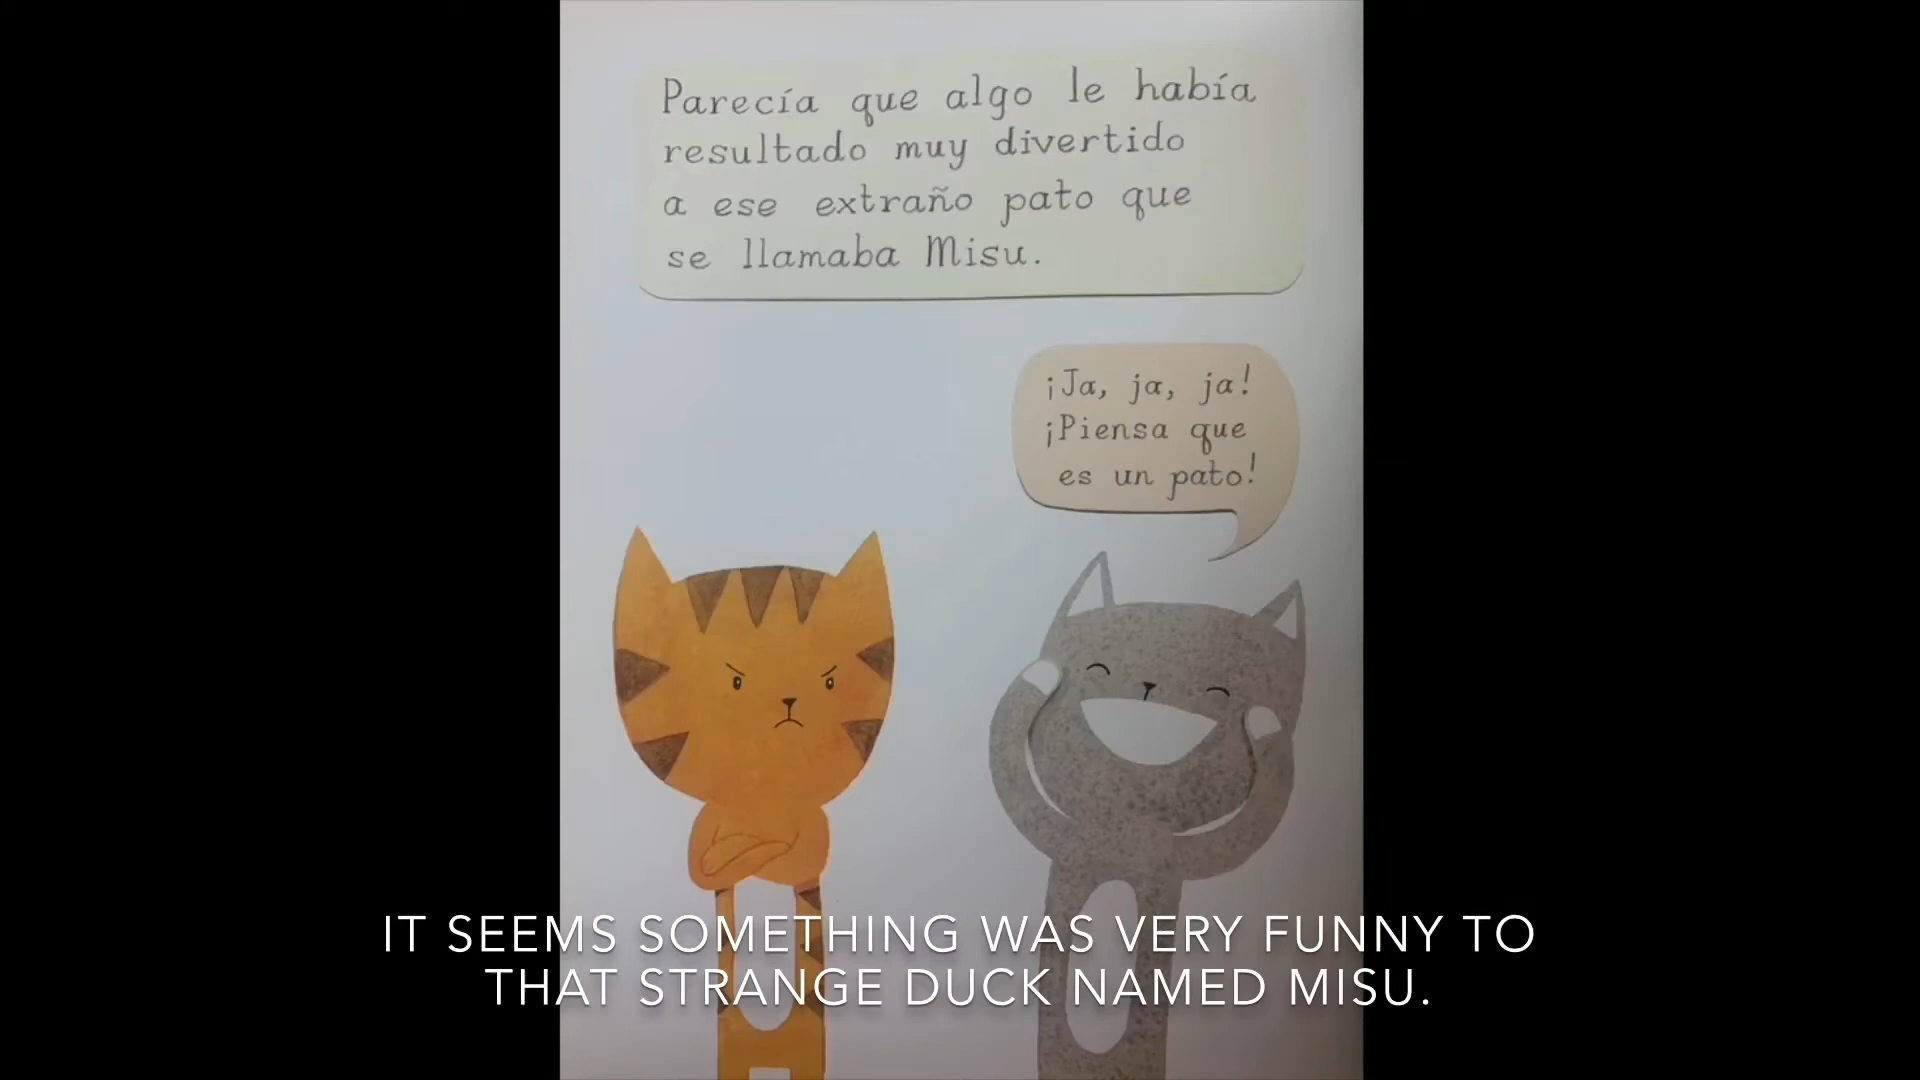 Parecía que algo le había
resultado muy divertido
a ese extraño pato que
se llamaba Misu.
¡Ja, ja, ja!
¡Piensa que
es un pato!
IT SEEMS SOMETHING WAS VERY FUNNY TO
THAT STRANGE DUCK NAMED MISU.